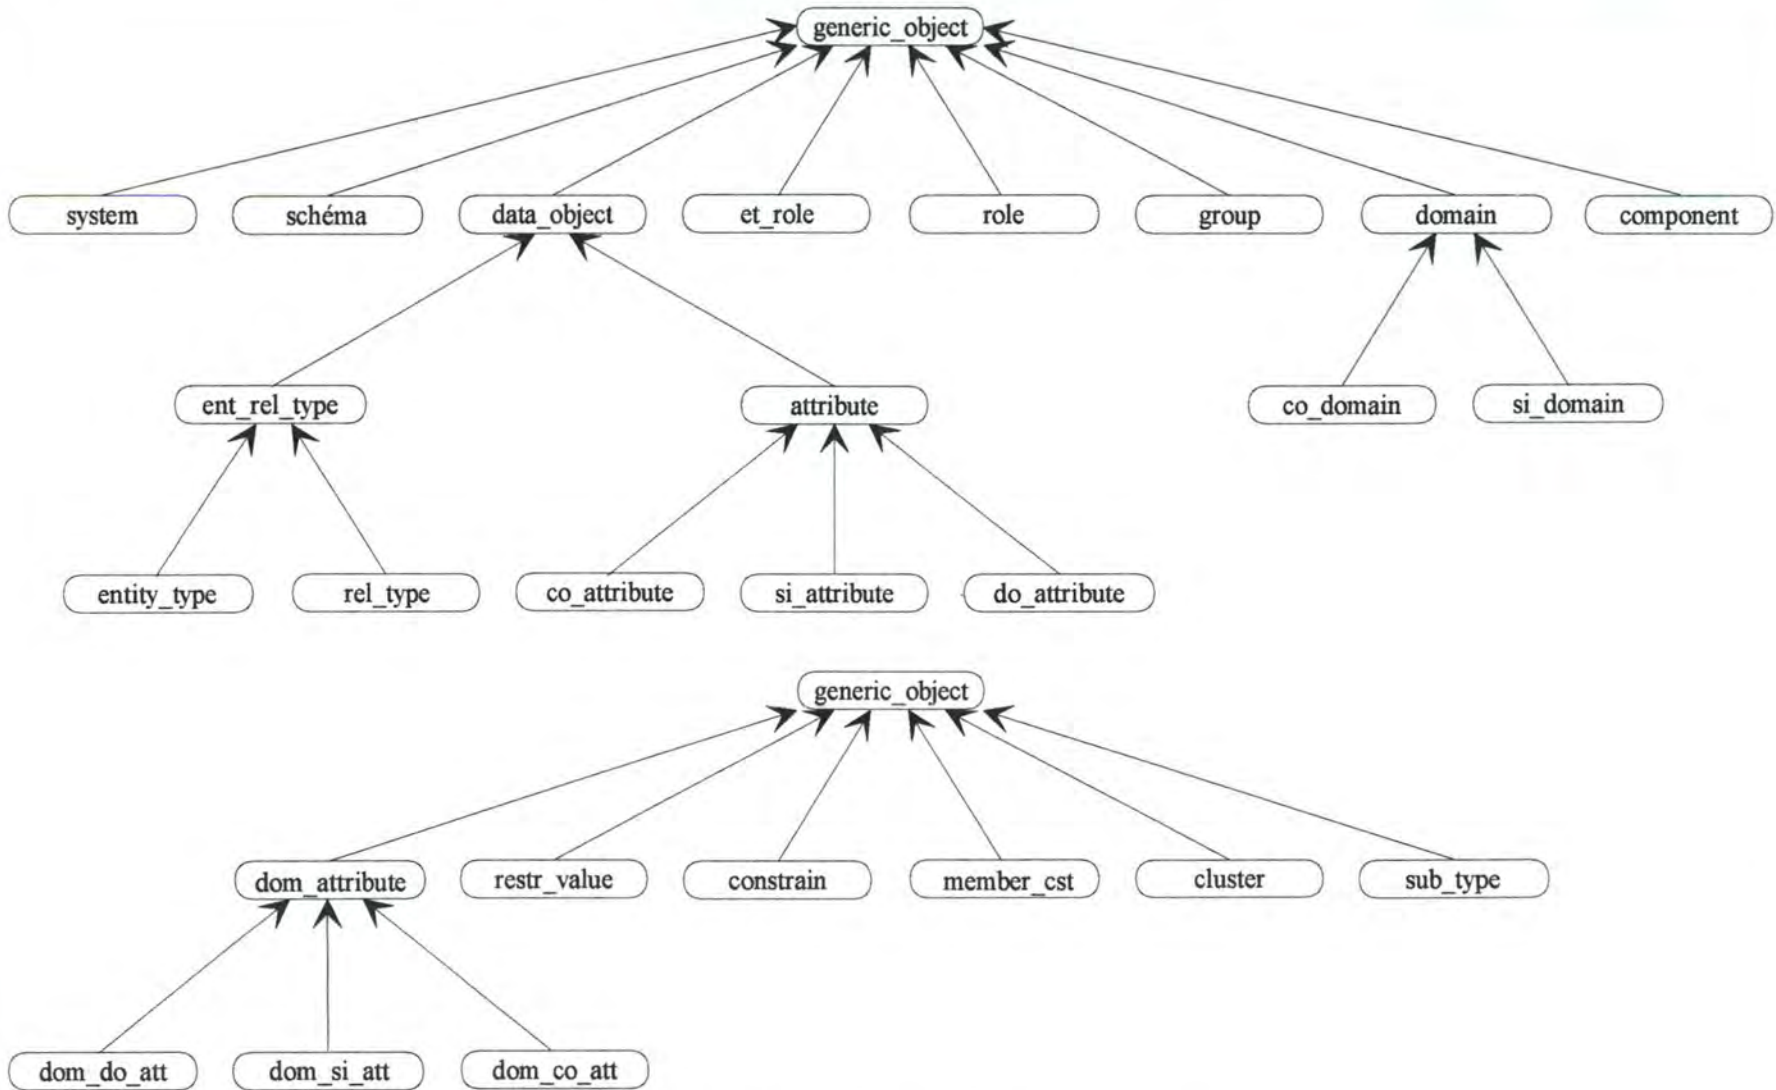 generic_object
system schéma data_object et_role role group domain component
ent_rel_type attribute co_domain si_domain
entity_type rel_type co_attribute si_attribute do_attribute
generic_object
dom_attribute restr_value constrain member_cst cluster sub_type
dom_do_att dom_si_att dom_co_att